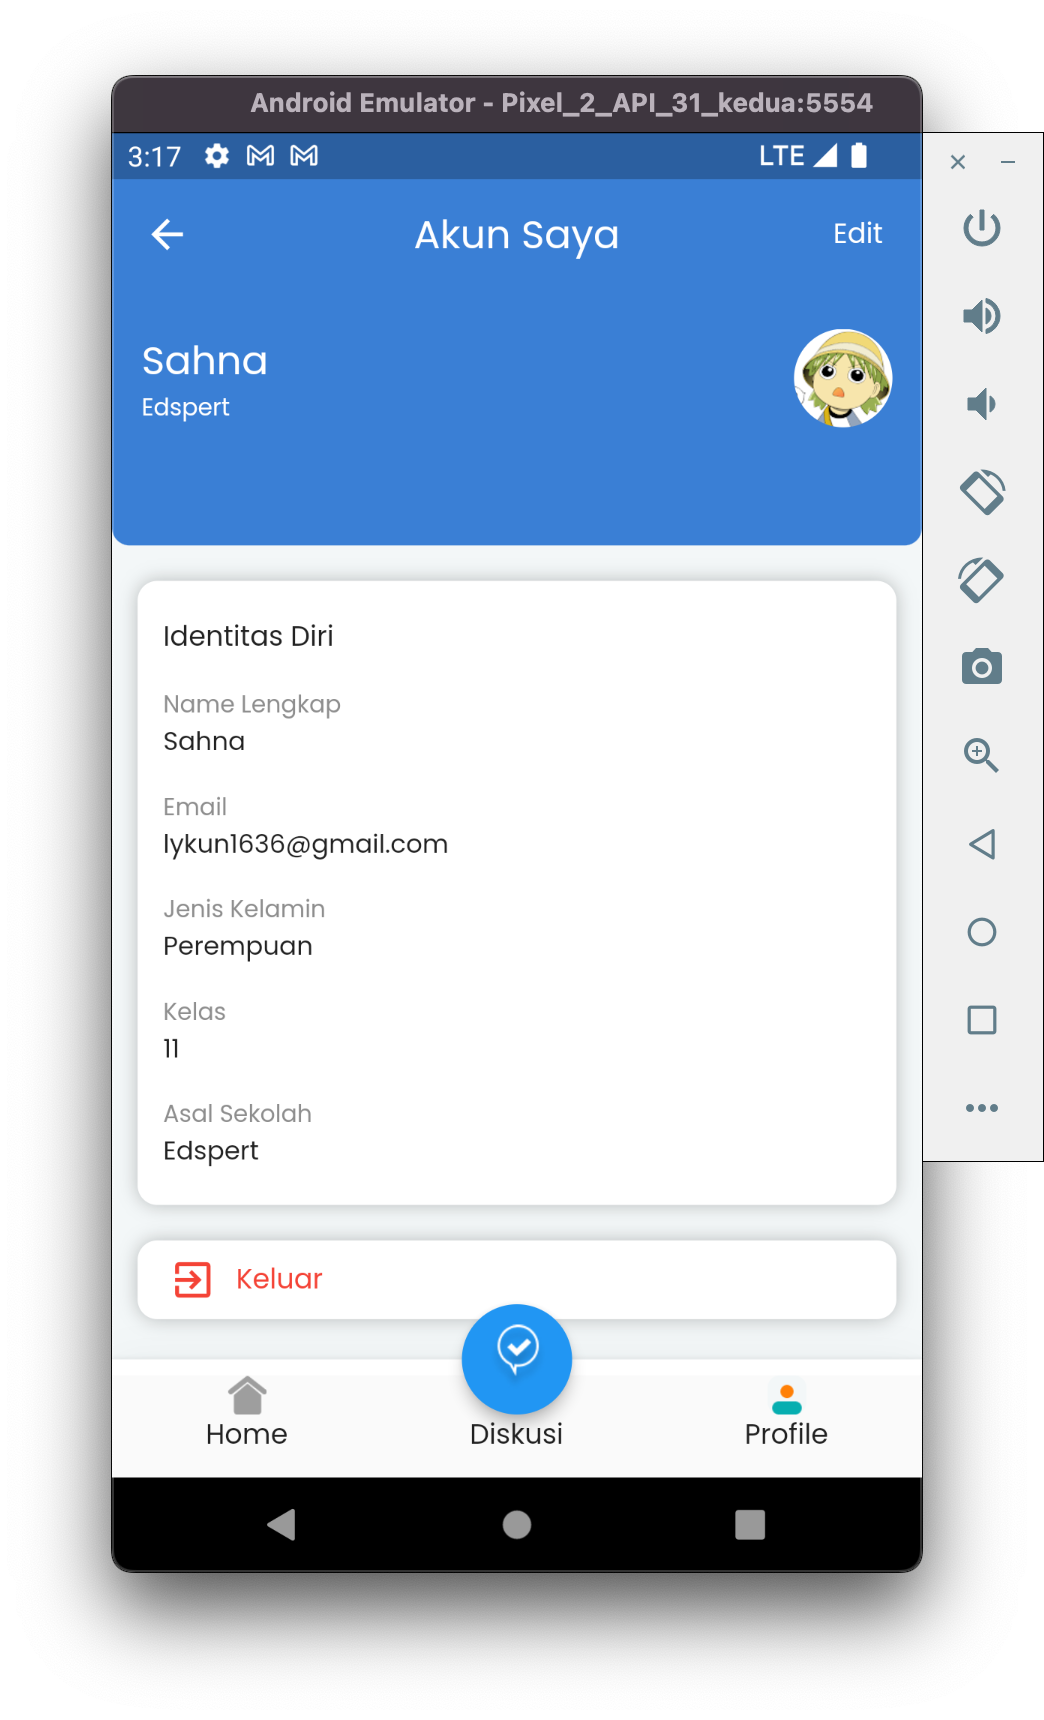 Android Emulator - Pixel_2_API_31_kedua:5554
3:17 LTE
Akun Saya Edit
Sahna
Edspert
Identitas Diri
Name Lengkap
Sahna
Email
lykun1636@gmail.com
Jenis Kelamin
Perempuan
Kelas
11
Asal Sekolah
Edspert
Keluar
Home Diskusi Profile